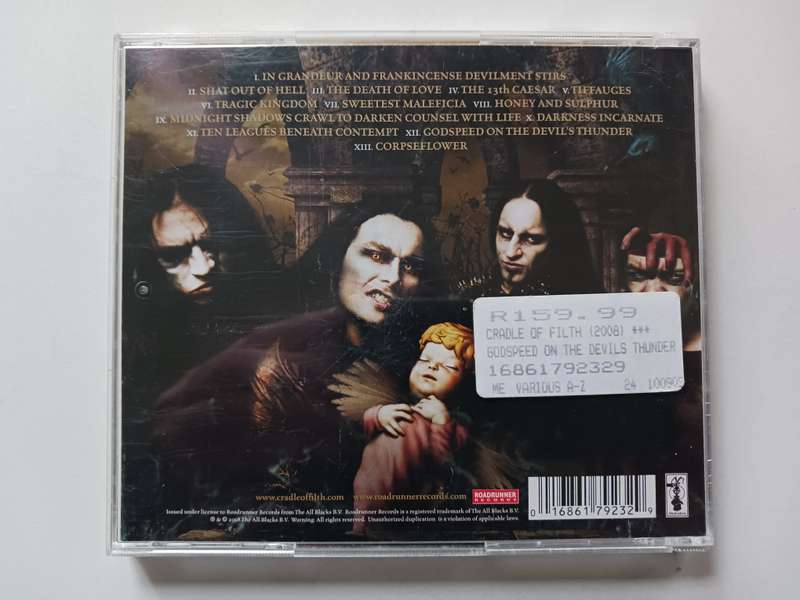 I. IN GRANDEUR AND FRANKINCENSE DEVILMENT STIRS
II. SHAT OUT OF HELL III. THE DEATH OF LOVE IV. THE 13TH CAESAR V. TIFFAUGES
VI. TRAGIC KINGDOM VII. SWEETEST MALEFICIA VIII. HONEY AND SULPHUR
IX. MIDNIGHT SHADOWS CRAWL TO DARKEN COUNSEL WITH LIFE X. DARKNESS INCARNATE
XI. TEN LEAGUES BENEATH CONTEMPT XII. GODSPEED ON THE DEVIL'S THUNDER
XIII. CORPSEFLOWER
R159.99
CRADLE OF FILTH (2008) ***
GODSPEED ON THE DEVILS THUNDER
16861792329
ME VARIOUS A-Z 24 100909
www.cradleoffilth.com www.roadrunnerrecords.com ROADRUNNER RECORDS
0 16861 79232 9
Issued under license to Roadrunner Records from The All Blacks B.V. Roadrunner Records is a registered trademark of The All Blacks B.V.
℗ & © 2008 The All Blacks B.V. Warning: All rights reserved. Unauthorized duplication is a violation of applicable laws.